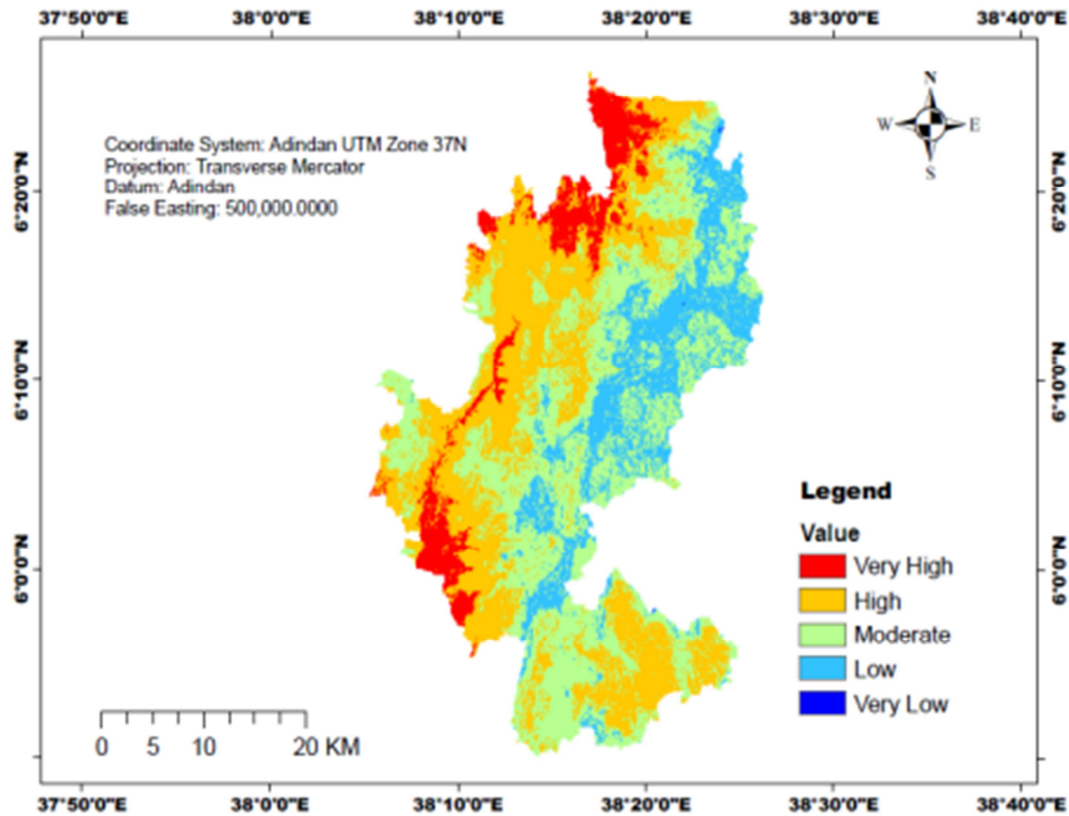 37°50'0"E 38°0'0"E 38°10'0"E 38°20'0"E 38°30'0"E 38°40'0"E
N
W E
S
Coordinate System: Adindan UTM Zone 37N
Projection: Transverse Mercator
Datum: Adindan
False Easting: 500,000.0000
6°20'0"N 6°20'0"N
6°10'0"N 6°10'0"N
6°0'0"N 6°0'0"N
Legend
Value
Very High
High
Moderate
Low
Very Low
0 5 10 20 KM
37°50'0"E 38°0'0"E 38°10'0"E 38°20'0"E 38°30'0"E 38°40'0"E